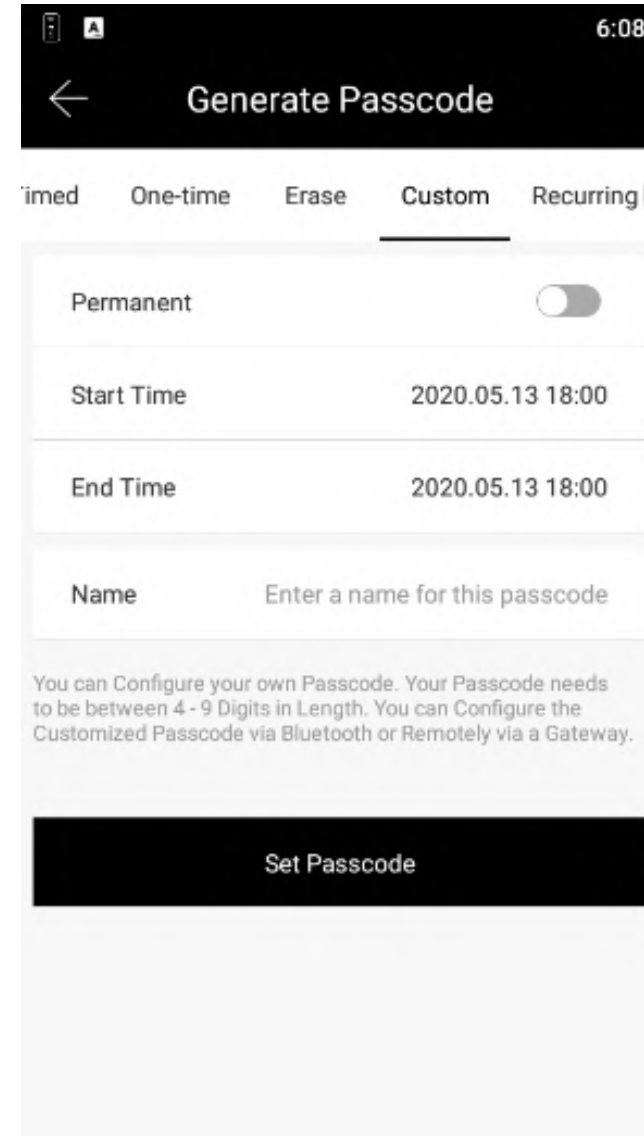 A 6:08
Generate Passcode
imed One-time Erase Custom Recurring
Permanent
Start Time 2020.05.13 18:00
End Time 2020.05.13 18:00
Name Enter a name for this passcode
You can Configure your own Passcode. Your Passcode needs
to be between 4 - 9 Digits in Length. You can Configure the
Customized Passcode via Bluetooth or Remotely via a Gateway.
Set Passcode